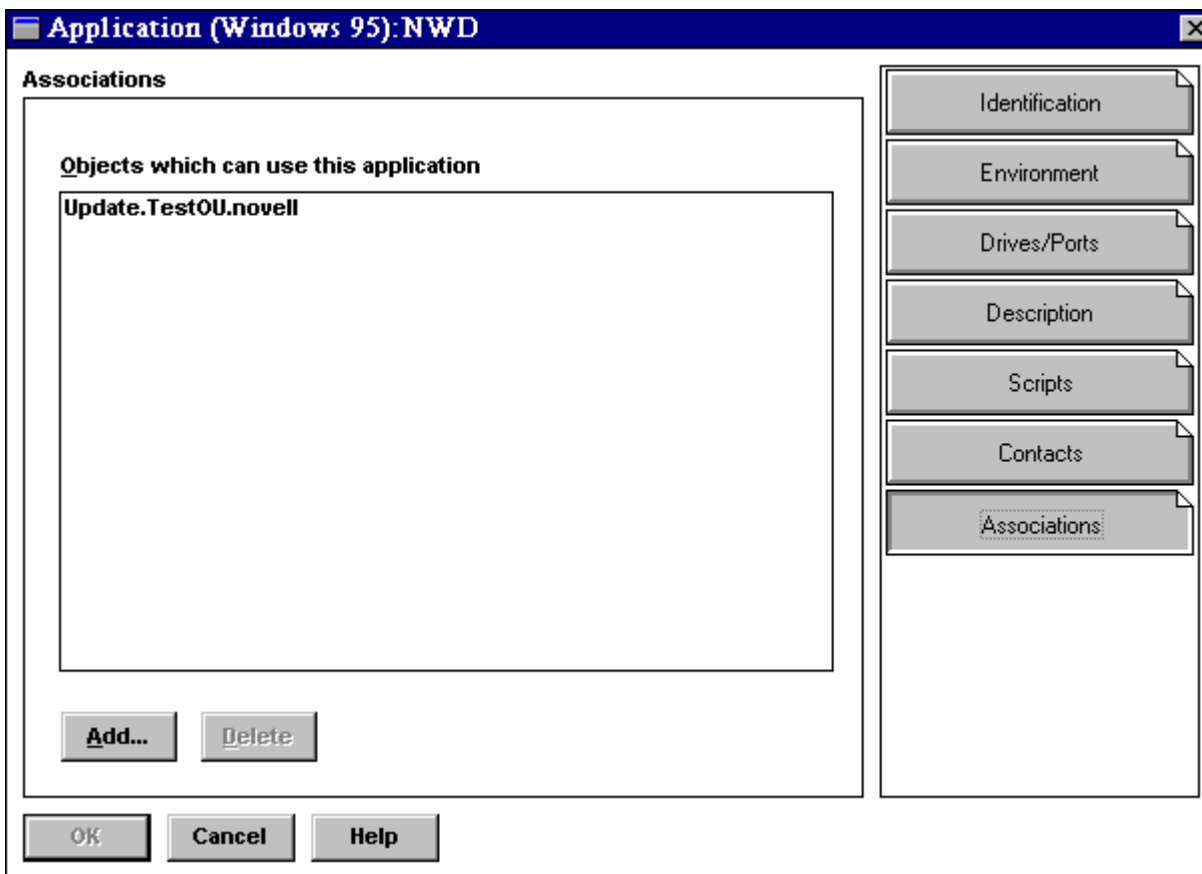 Application (Windows 95):NWD
Associations
Objects which can use this application
Update.TestOU.novell
Add...
Delete
OK
Cancel
Help
Identification
Environment
Drives/Ports
Description
Scripts
Contacts
Associations